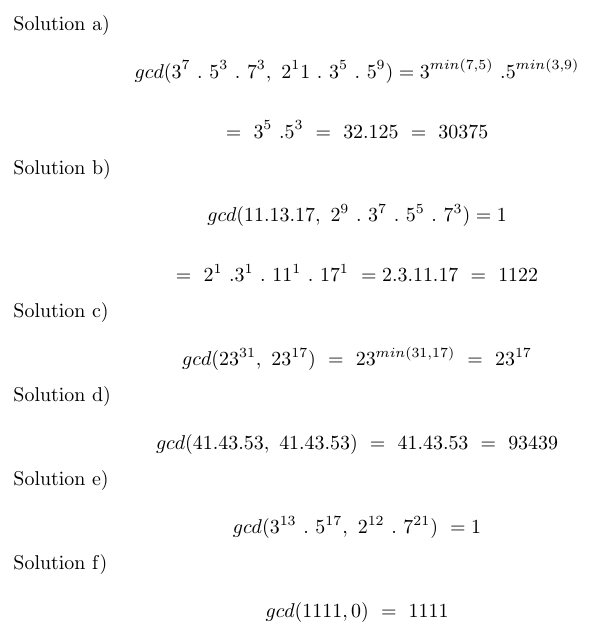 Solution a)
gcd(3^7 . 5^3 . 7^3, 2^11 . 3^5 . 5^9) = 3^{min(7,5)} .5^{min(3,9)}
= 3^5 .5^3 = 32.125 = 30375
Solution b)
gcd(11.13.17, 2^9 . 3^7 . 5^5 . 7^3) = 1
= 2^1 .3^1 . 11^1 . 17^1 = 2.3.11.17 = 1122
Solution c)
gcd(23^{31}, 23^{17}) = 23^{min(31,17)} = 23^{17}
Solution d)
gcd(41.43.53, 41.43.53) = 41.43.53 = 93439
Solution e)
gcd(3^{13} . 5^{17}, 2^{12} . 7^{21}) = 1
Solution f)
gcd(1111, 0) = 1111